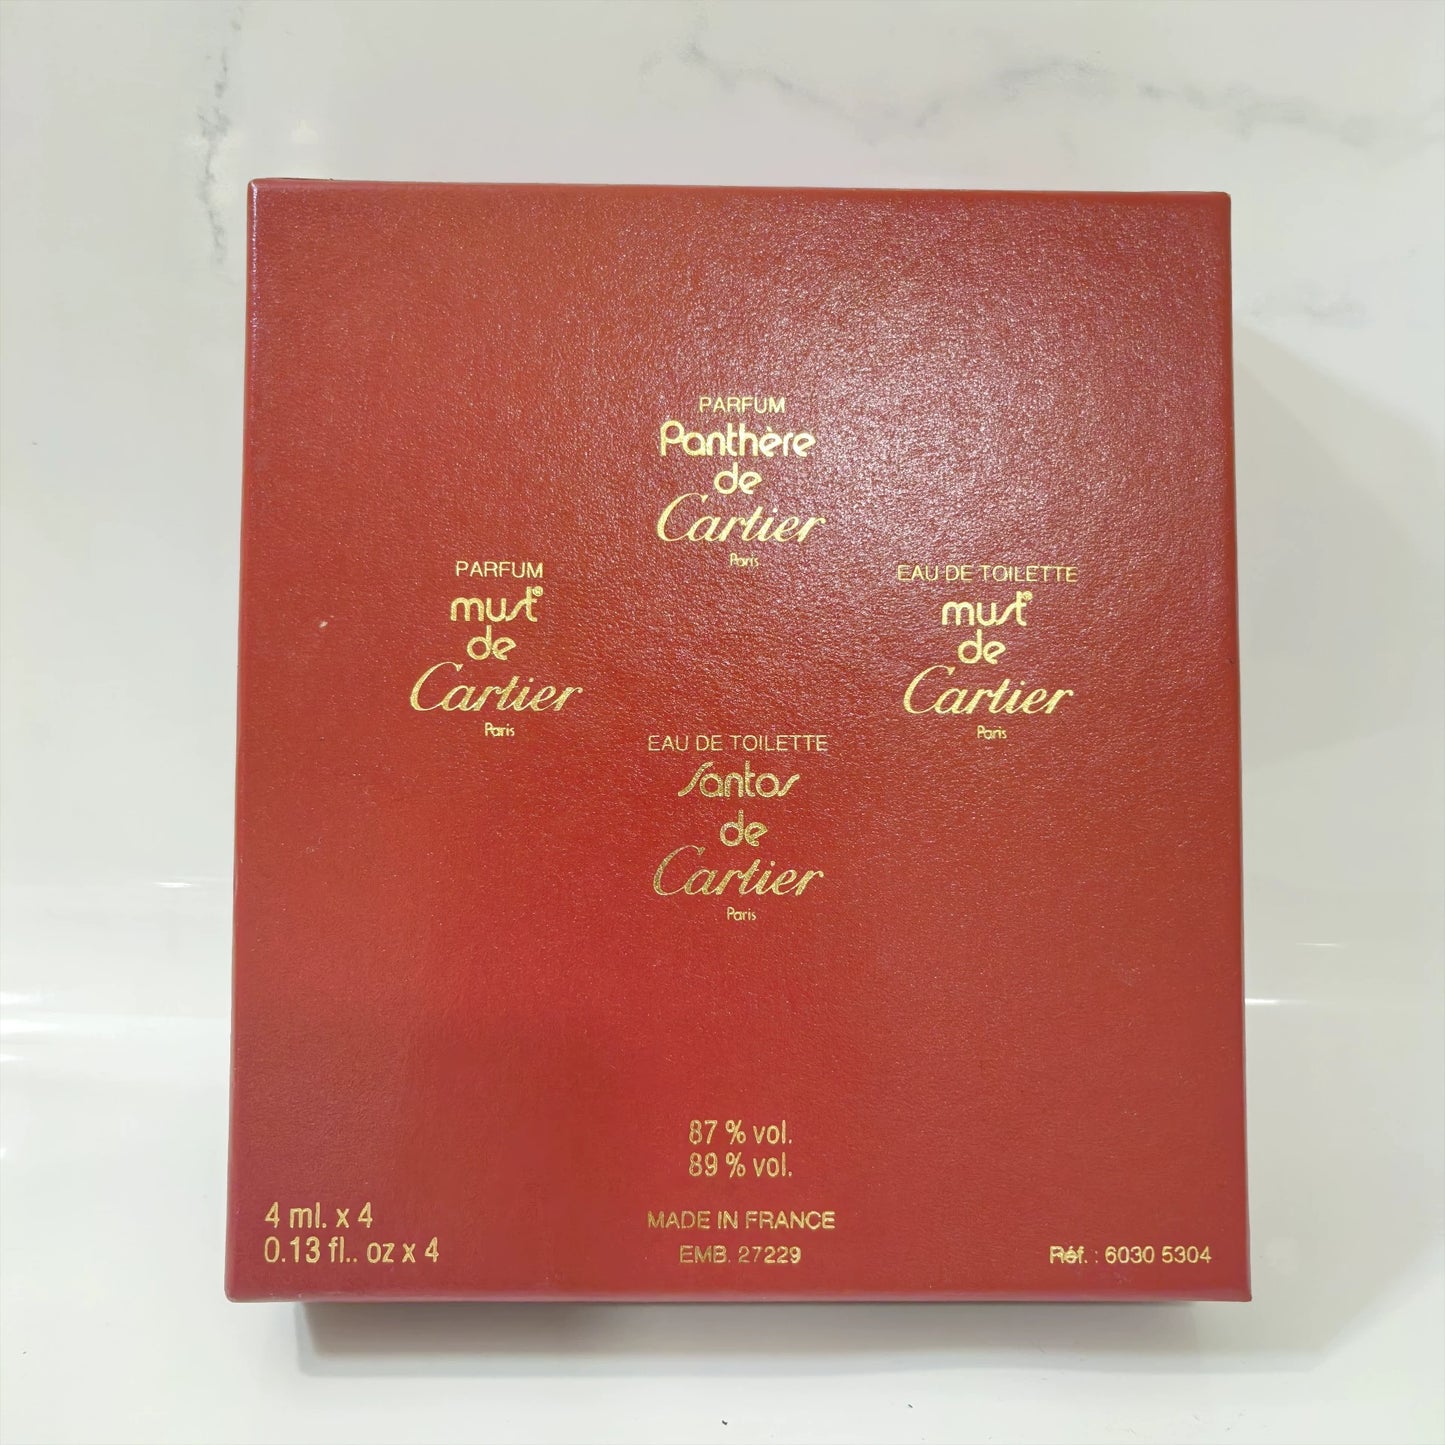 PARFUM
Panthère
de
Cartier
Paris
PARFUM
must®
de
Cartier
Paris
EAU DE TOILETTE
must®
de
Cartier
Paris
EAU DE TOILETTE
Santos
de
Cartier
Paris
87 % vol.
89 % vol.
4 ml. x 4
0.13 fl.. oz x 4
MADE IN FRANCE
EMB. 27229
Réf. : 6030 5304